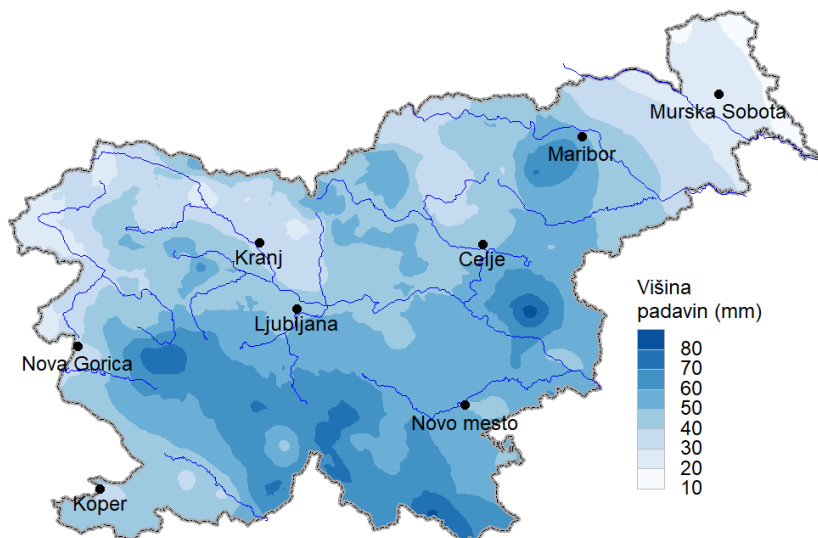 Murska Sobota
Maribor
Kranj
Celje
Ljubljana
Nova Gorica
Novo mesto
Koper
Višina
padavin (mm)
80
70
60
50
40
30
20
10